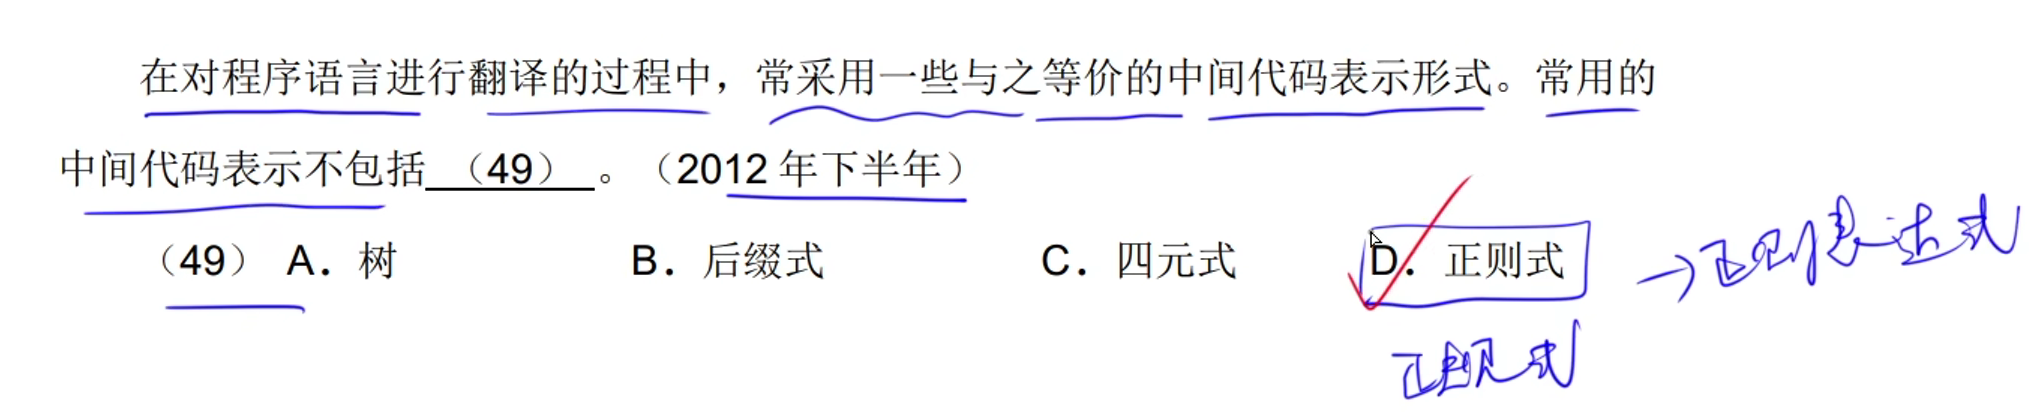 在对程序语言进行翻译的过程中，常采用一些与之等价的中间代码表示形式。常用的
中间代码表示不包括（49）。（2012 年下半年）
（49） A．树 B．后缀式 C．四元式 D．正则式 →正则表达式
正规式